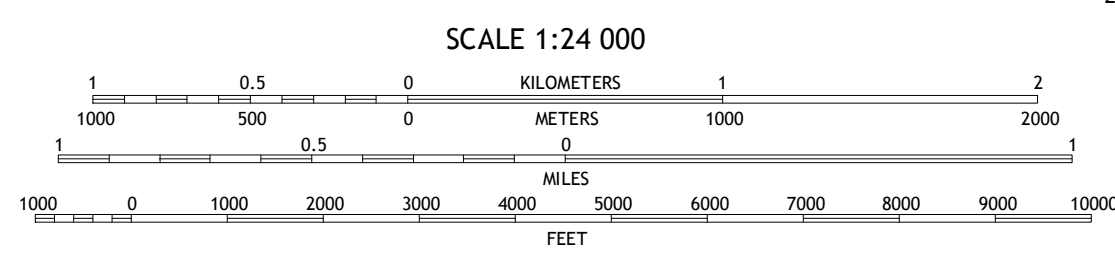 2
SCALE 1:24 000
1 0.5 0 KILOMETERS 1 2
1000 500 0 METERS 1000 2000
1 0.5 0 1
MILES
1000 0 1000 2000 3000 4000 5000 6000 7000 8000 9000 10000
FEET